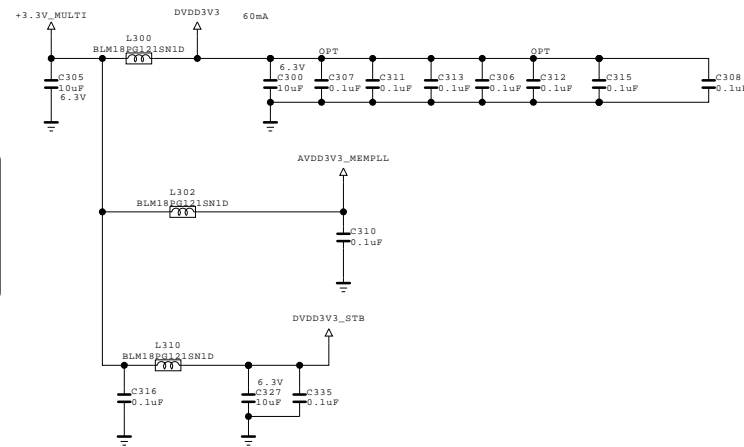 +3.3V_MULTI
DVDD3V3
60mA
L300
BLM18PG121SN1D
OPT
OPT
C305
10uF
6.3V
6.3V
C300
10uF
C307
0.1uF
C311
0.1uF
C313
0.1uF
C306
0.1uF
C312
0.1uF
C315
0.1uF
C308
0.1uF
AVDD3V3_MEMPLL
L302
BLM18PG121SN1D
C310
0.1uF
DVDD3V3_STB
L310
BLM18PG121SN1D
C316
0.1uF
6.3V
C327
10uF
C335
0.1uF